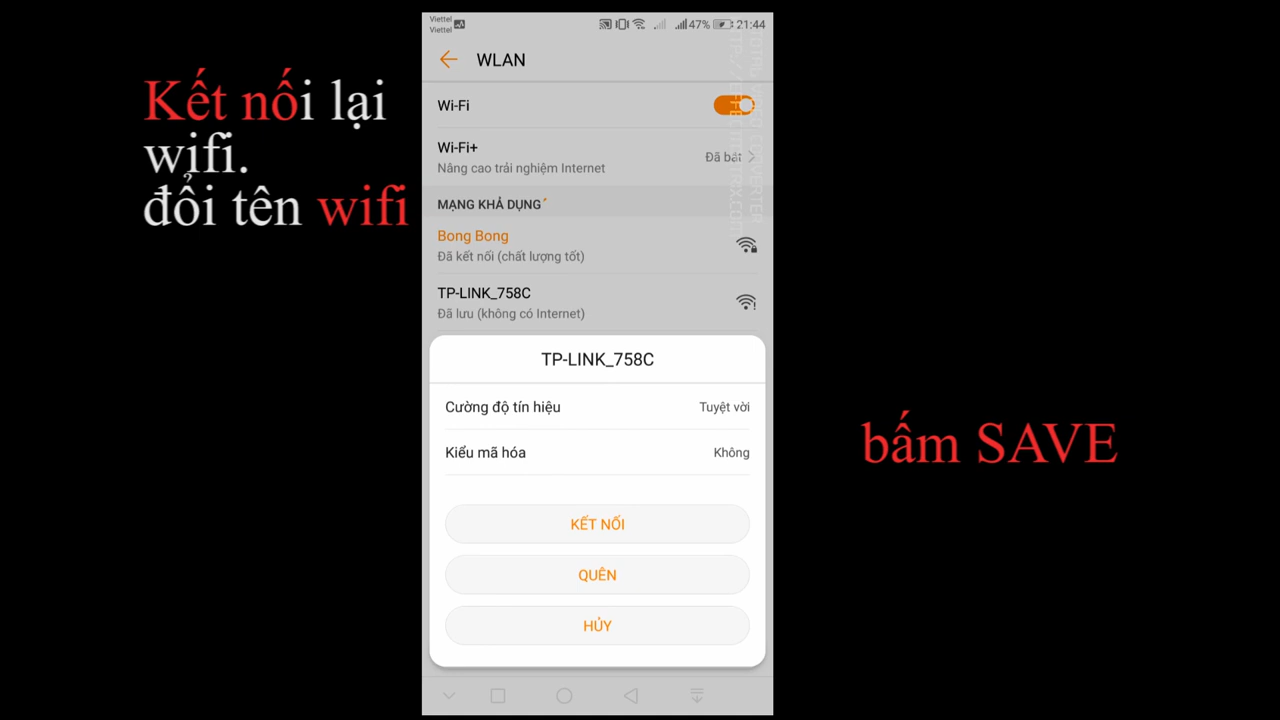 Kết nối lại
wifi.
đổi tên wifi
Viettel
Viettel
47%
21:44
WLAN
Wi-Fi
Wi-Fi+
Nâng cao trải nghiệm Internet
Đã bật
MẠNG KHẢ DỤNG
Bong Bong
Đã kết nối (chất lượng tốt)
TP-LINK_758C
Đã lưu (không có Internet)
TP-LINK_758C
Cường độ tín hiệu
Tuyệt vời
Kiểu mã hóa
Không
KẾT NỐI
QUÊN
HỦY
bấm SAVE